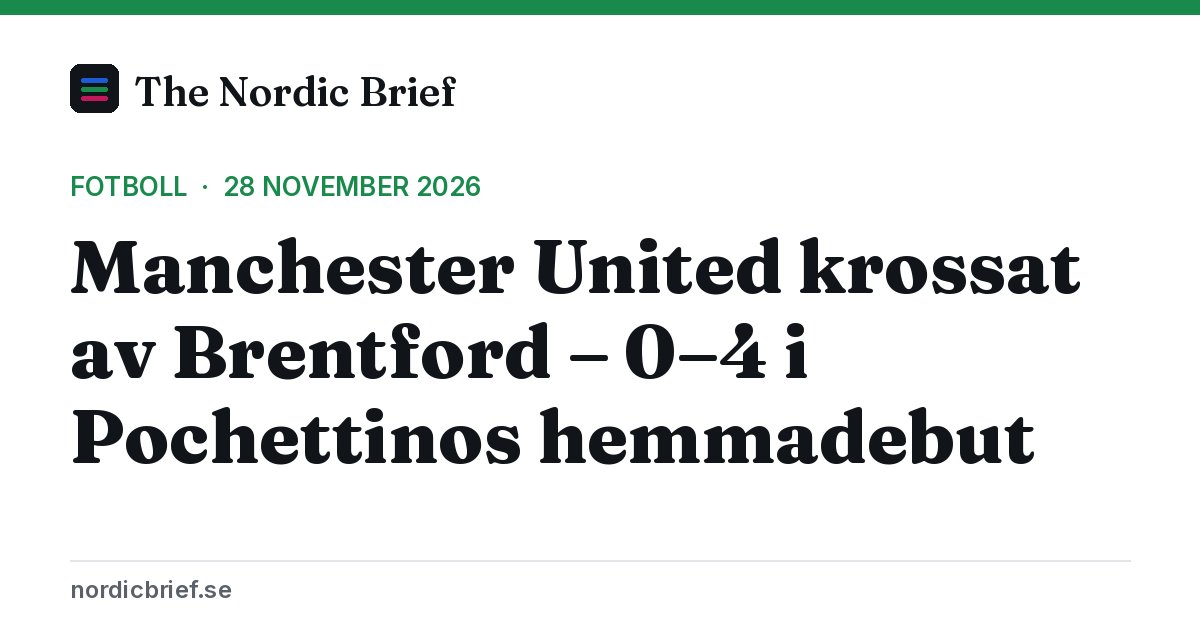 The Nordic Brief
FOTBOLL · 28 NOVEMBER 2026
Manchester United krossat
av Brentford – 0–4 i
Pochettinos hemmadebut
nordicbrief.se